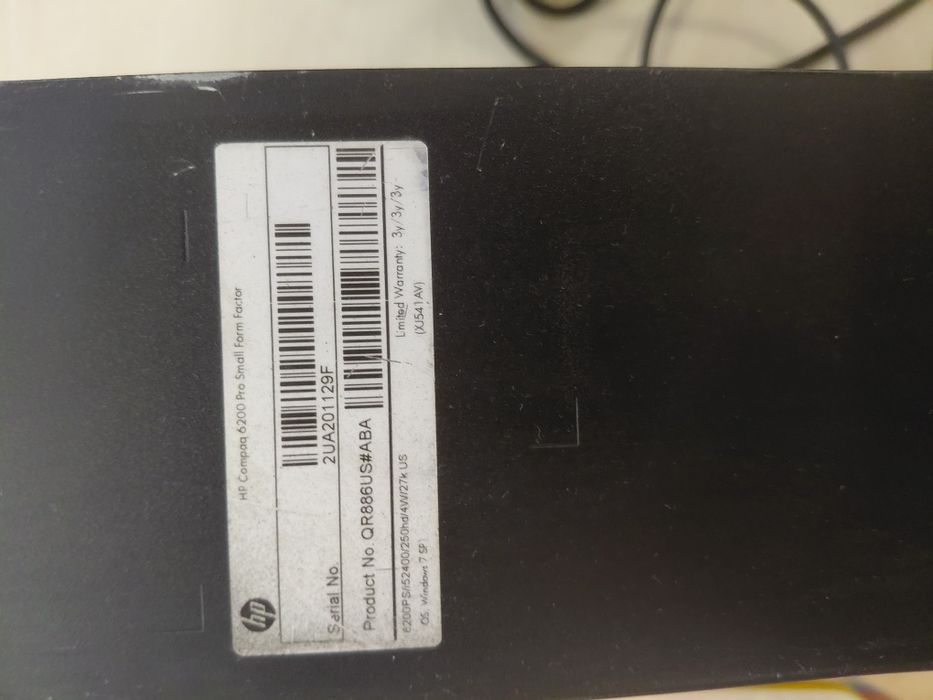 HP Compaq 6200 Pro Small Form Factor
Serial No.
2UA201129F
Product No. QR886US#ABA
6200PS/i52400/250hd/4W/27k US
Limited Warranty: 3y/3y/3y
OS, Windows 7 SP1
(XJ541AV)
hp